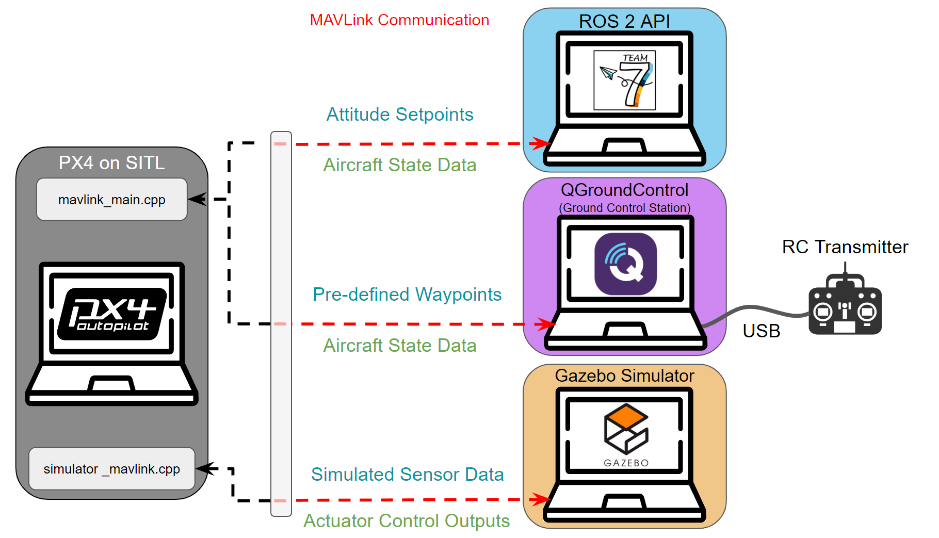 MAVLink Communication
ROS 2 API
TEAM
7
Attitude Setpoints
Aircraft State Data
PX4 on SITL
mavlink_main.cpp
px4
autopilot
QGroundControl
(Ground Control Station)
Q
Pre-defined Waypoints
Aircraft State Data
RC Transmitter
USB
Gazebo Simulator
GAZEBO
simulator _mavlink.cpp
Simulated Sensor Data
Actuator Control Outputs